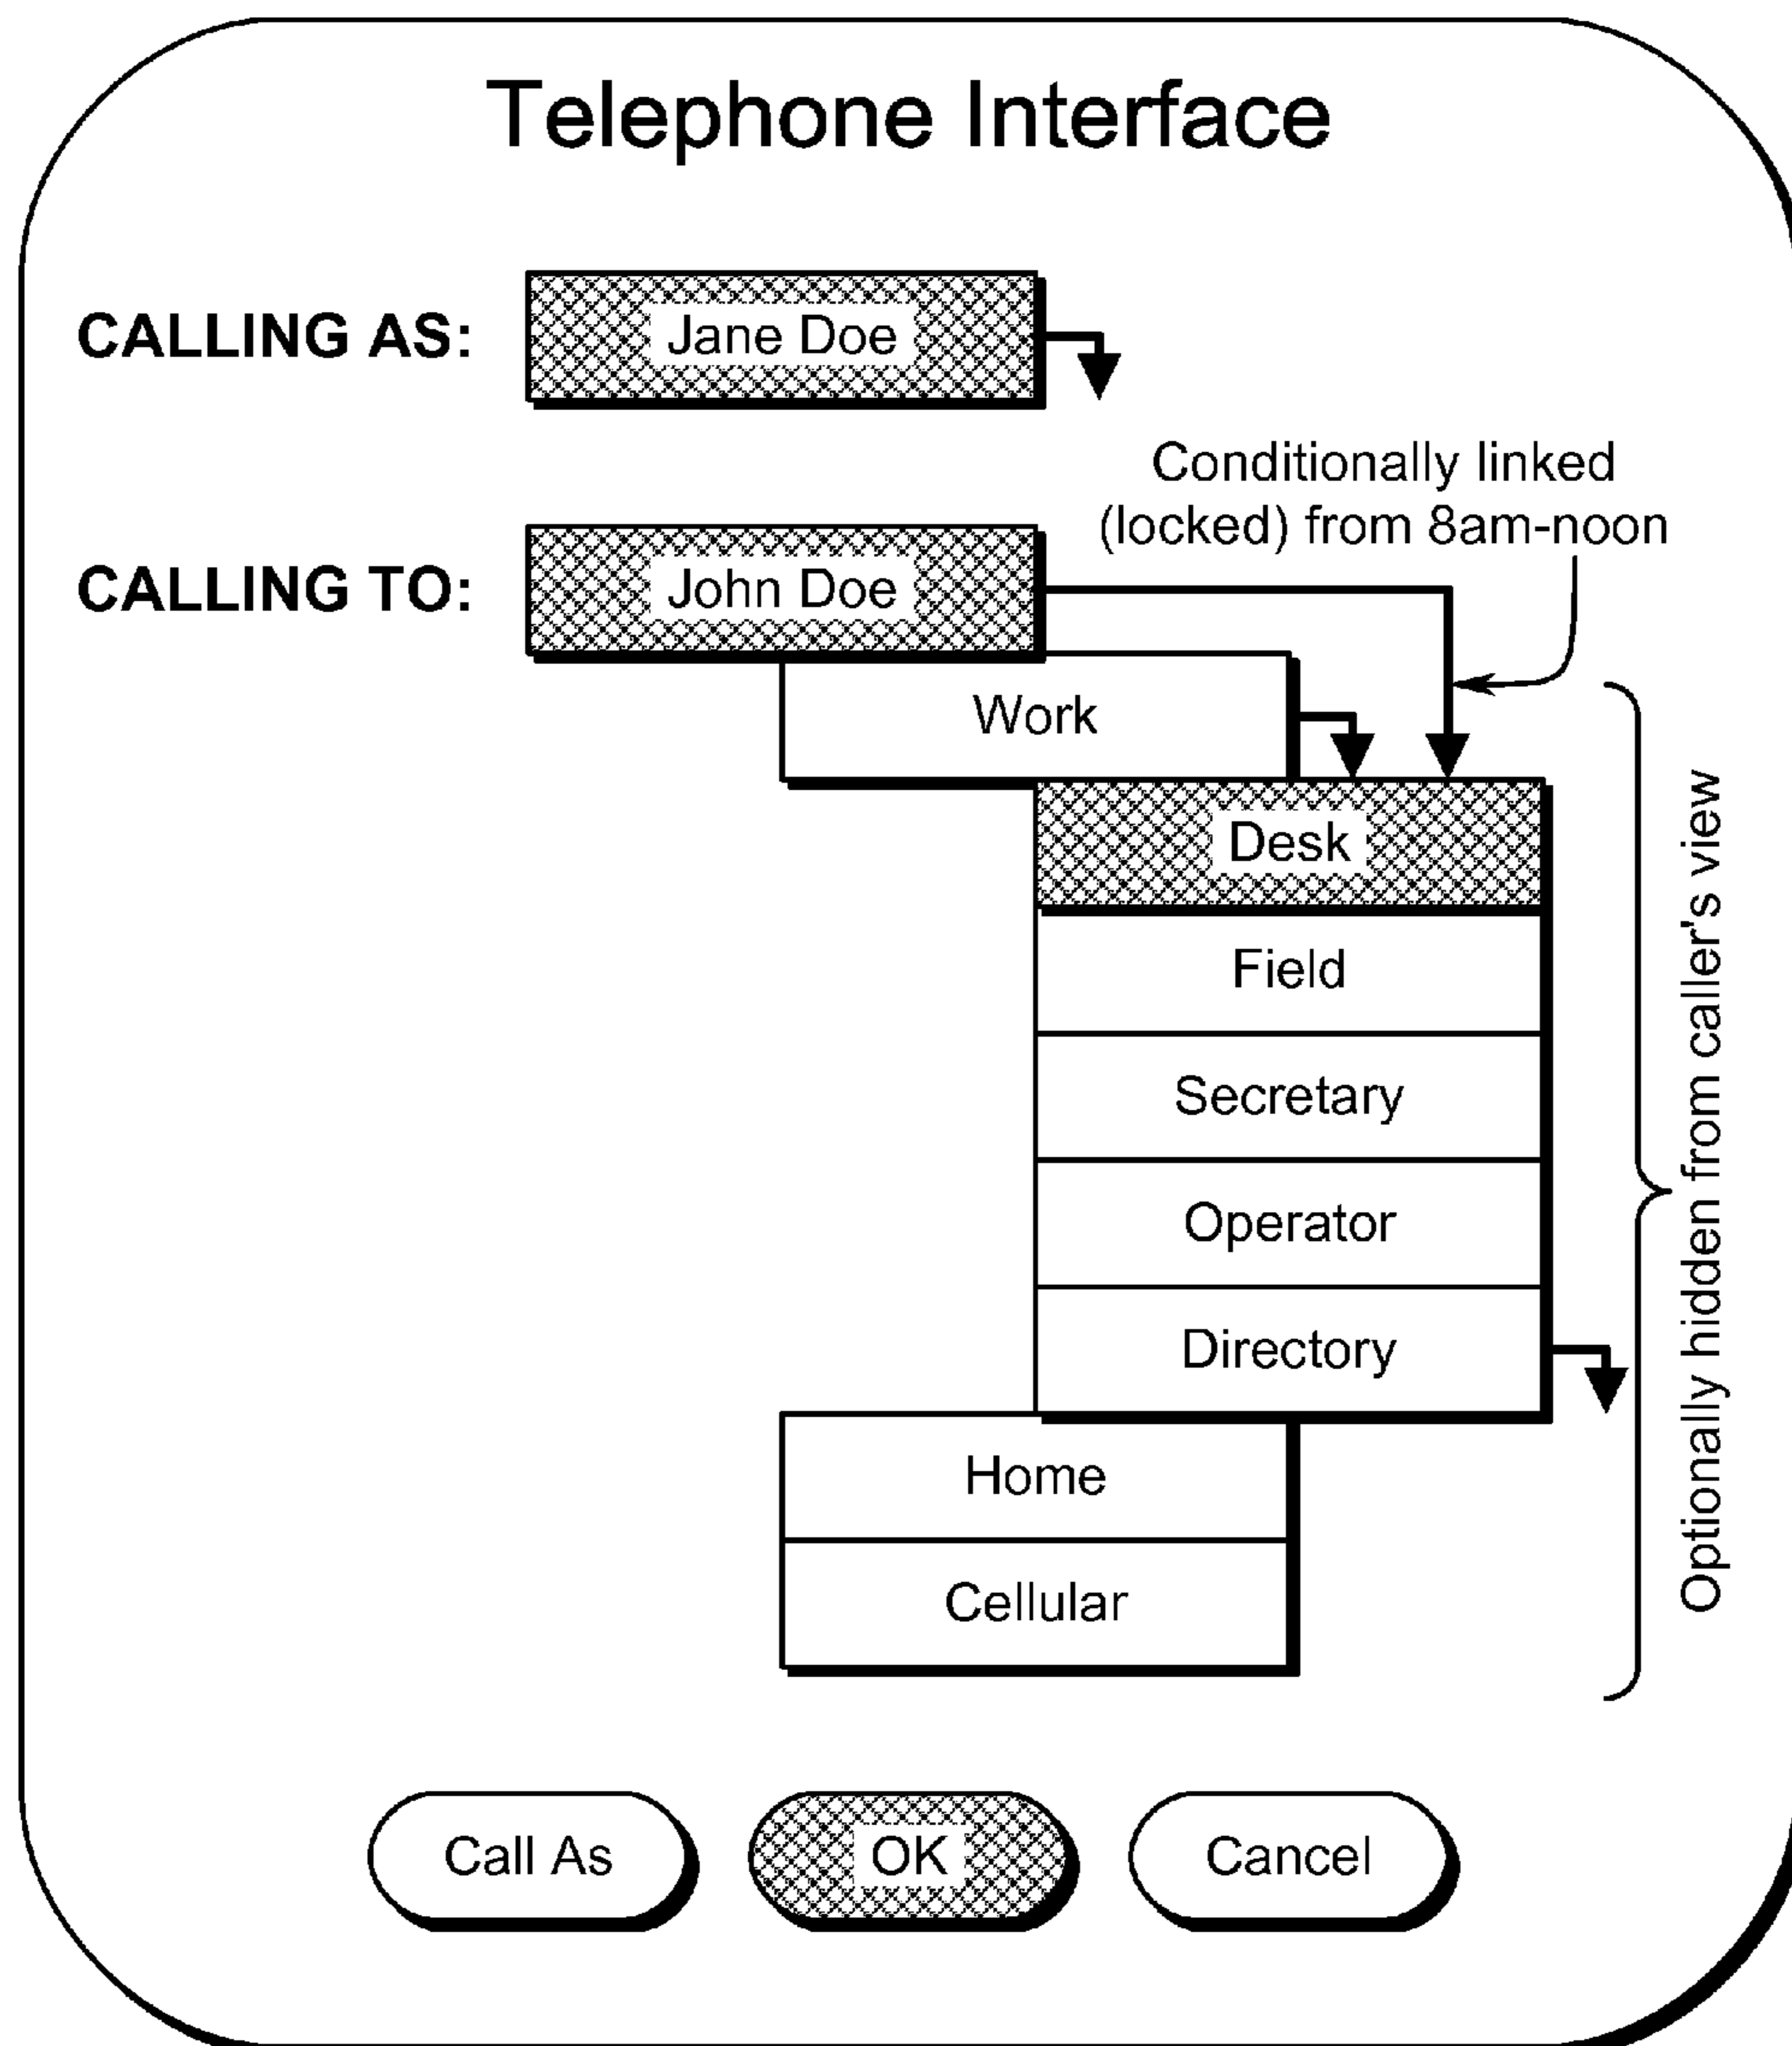 Telephone Interface
CALLING AS:
Jane Doe
Conditionally linked
(locked) from 8am-noon
CALLING TO:
John Doe
Work
Desk
Field
Secretary
Operator
Directory
Home
Cellular
Optionally hidden from caller's view
Call As
OK
Cancel